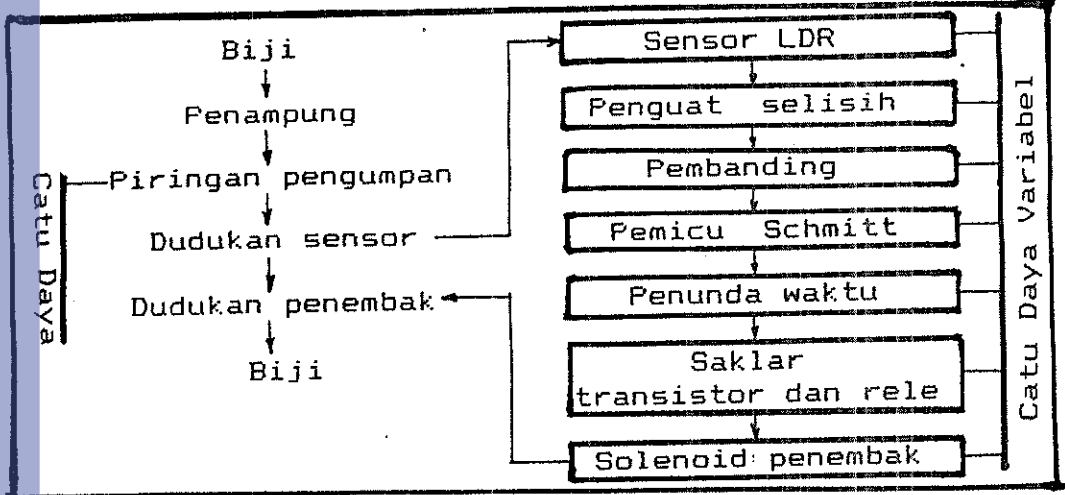 Biji
Penampung
Piringan pengumpan
Dudukan sensor
Dudukan penembak
Biji
Catu Daya
Sensor LDR
Penguat selisih
Pembanding
Pemicu Schmitt
Penunda waktu
Saklar
transistor dan rele
Solenoid penembak
Catu Daya Variabel